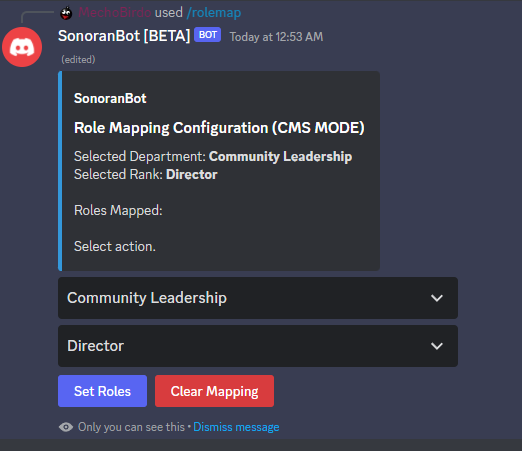 MacroBirdo used /rolemap
SonoranBot [BETA] BOT Today at 12:53 AM
(edited)
SonoranBot
Role Mapping Configuration (CMS MODE)
Selected Department: Community Leadership
Selected Rank: Director
Roles Mapped:
Select action.
Community Leadership
Director
Set Roles Clear Mapping
Only you can see this • Dismiss message